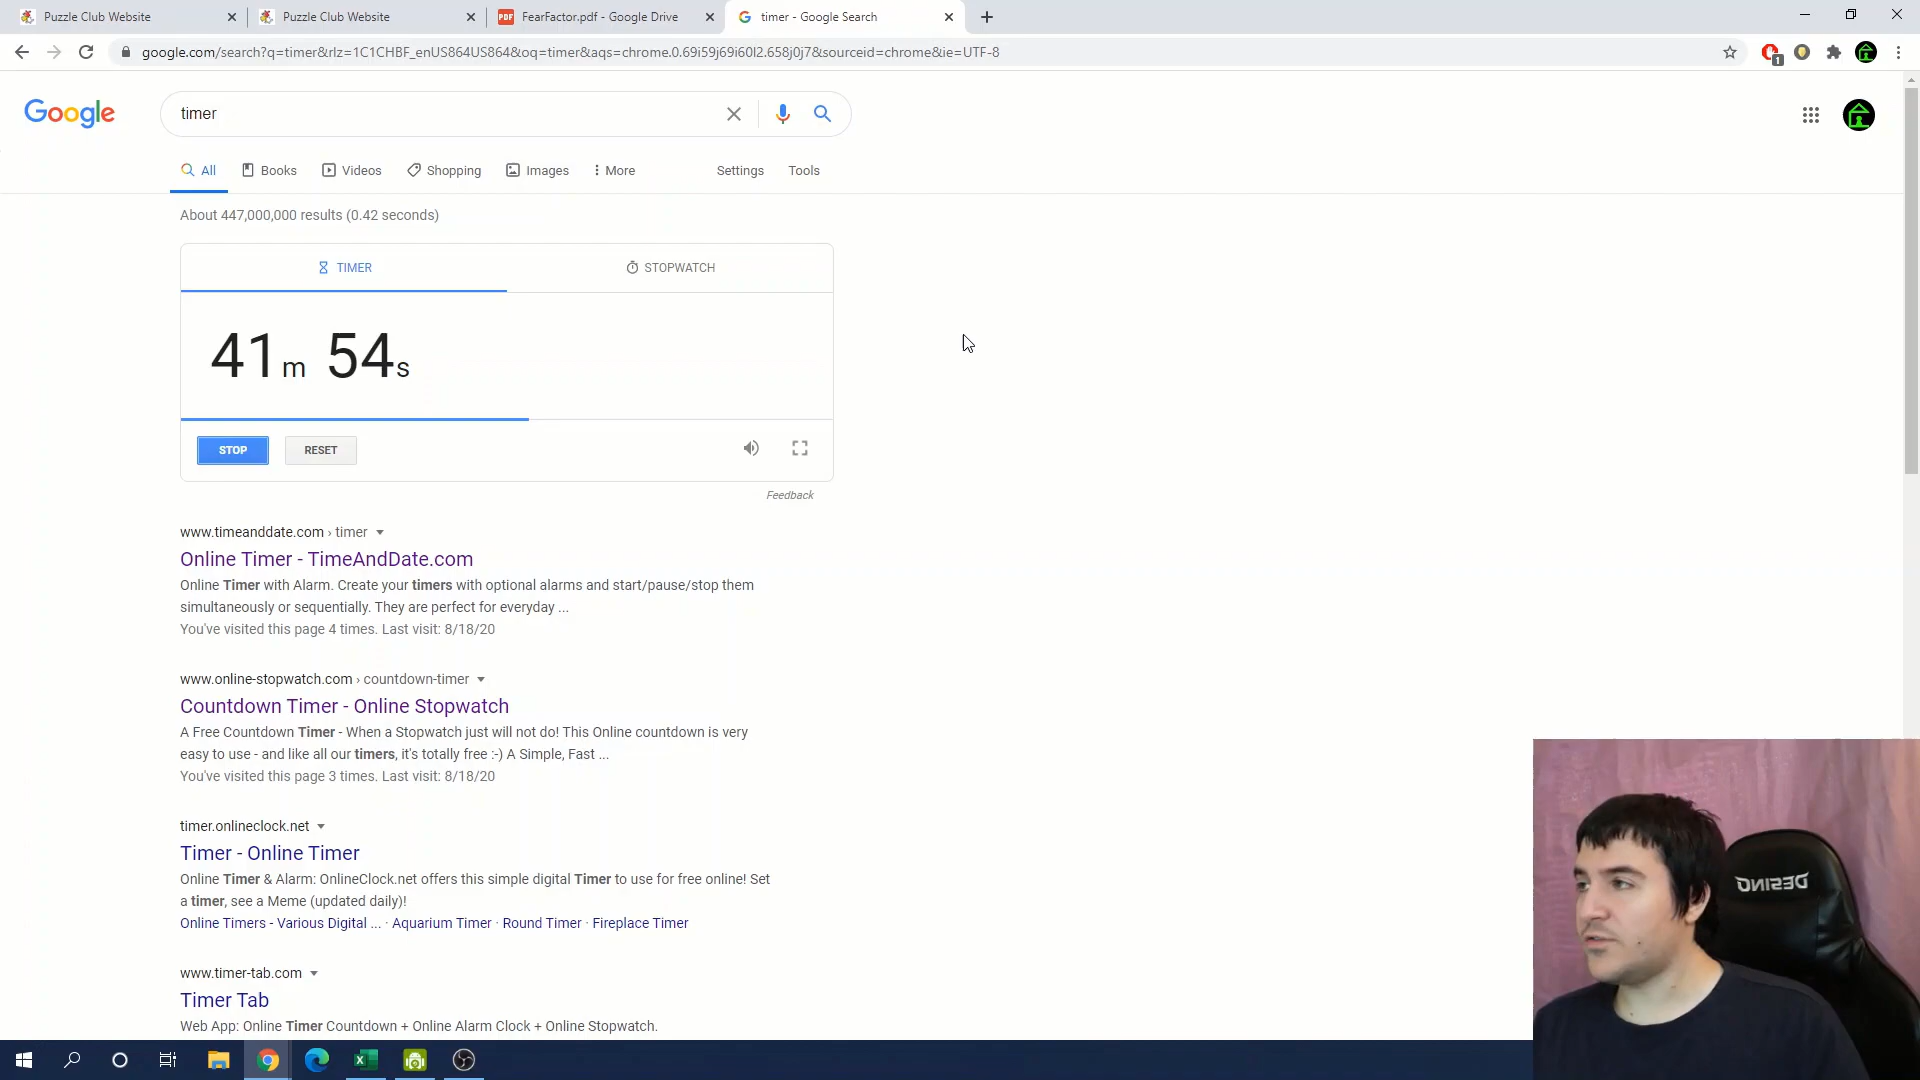 Puzzle Club Website
Puzzle Club Website
PDF FearFactor.pdf - Google Drive
timer - Google Search
google.com/search?q=timer&rlz=1C1CHBF_enUS864US864&oq=timer&aqs=chrome.0.69i59j69i60l2.658j0j7&sourceid=chrome&ie=UTF-8
1
Google
timer
All Books Videos Shopping Images More Settings Tools
About 447,000,000 results (0.42 seconds)
TIMER STOPWATCH
41m 54s
STOP RESET
Feedback
www.timeanddate.com › timer
Online Timer - TimeAndDate.com
Online Timer with Alarm. Create your timers with optional alarms and start/pause/stop them
simultaneously or sequentially. They are perfect for everyday ...
You've visited this page 4 times. Last visit: 8/18/20
www.online-stopwatch.com › countdown-timer
Countdown Timer - Online Stopwatch
A Free Countdown Timer - When a Stopwatch just will not do! This Online countdown is very
easy to use - and like all our timers, it's totally free :-) A Simple, Fast ...
You've visited this page 3 times. Last visit: 8/18/20
timer.onlineclock.net
Timer - Online Timer
Online Timer & Alarm: OnlineClock.net offers this simple digital Timer to use for free online! Set
a timer, see a Meme (updated daily)!
Online Timers - Various Digital ... · Aquarium Timer · Round Timer · Fireplace Timer
www.timer-tab.com
Timer Tab
Web App: Online Timer Countdown + Online Alarm Clock + Online Stopwatch.
DESINO